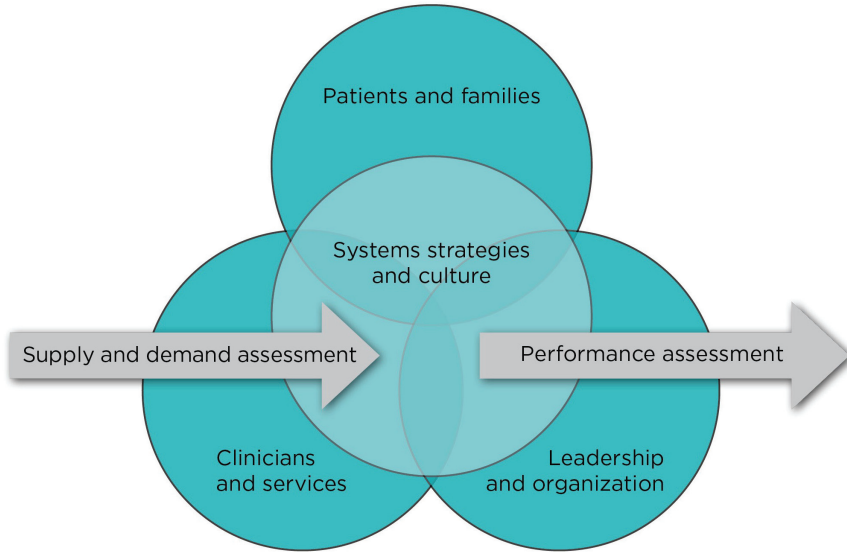 Patients and families
Systems strategies
and culture
Supply and demand assessment
Performance assessment
Clinicians
and services
Leadership
and organization